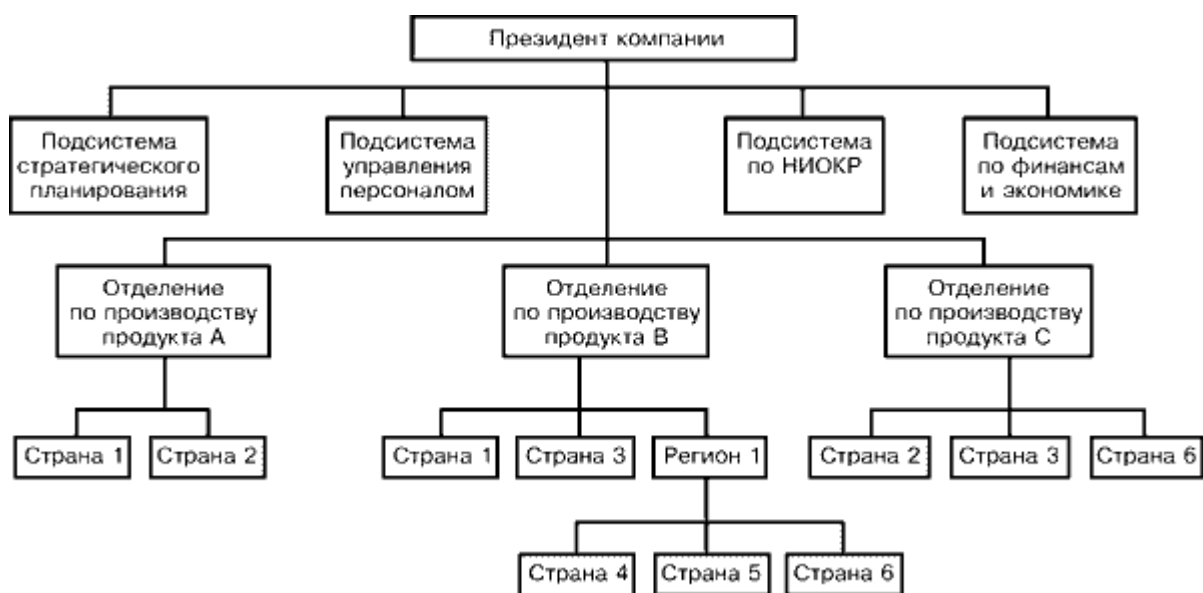 Президент компании
Подсистема
стратегического
планирования
Подсистема
управления
персоналом
Подсистема
по НИОКР
Подсистема
по финансам
и экономике
Отделение
по производству
продукта А
Отделение
по производству
продукта В
Отделение
по производству
продукта С
Страна 1
Страна 2
Страна 1
Страна 3
Регион 1
Страна 2
Страна 3
Страна 6
Страна 4
Страна 5
Страна 6